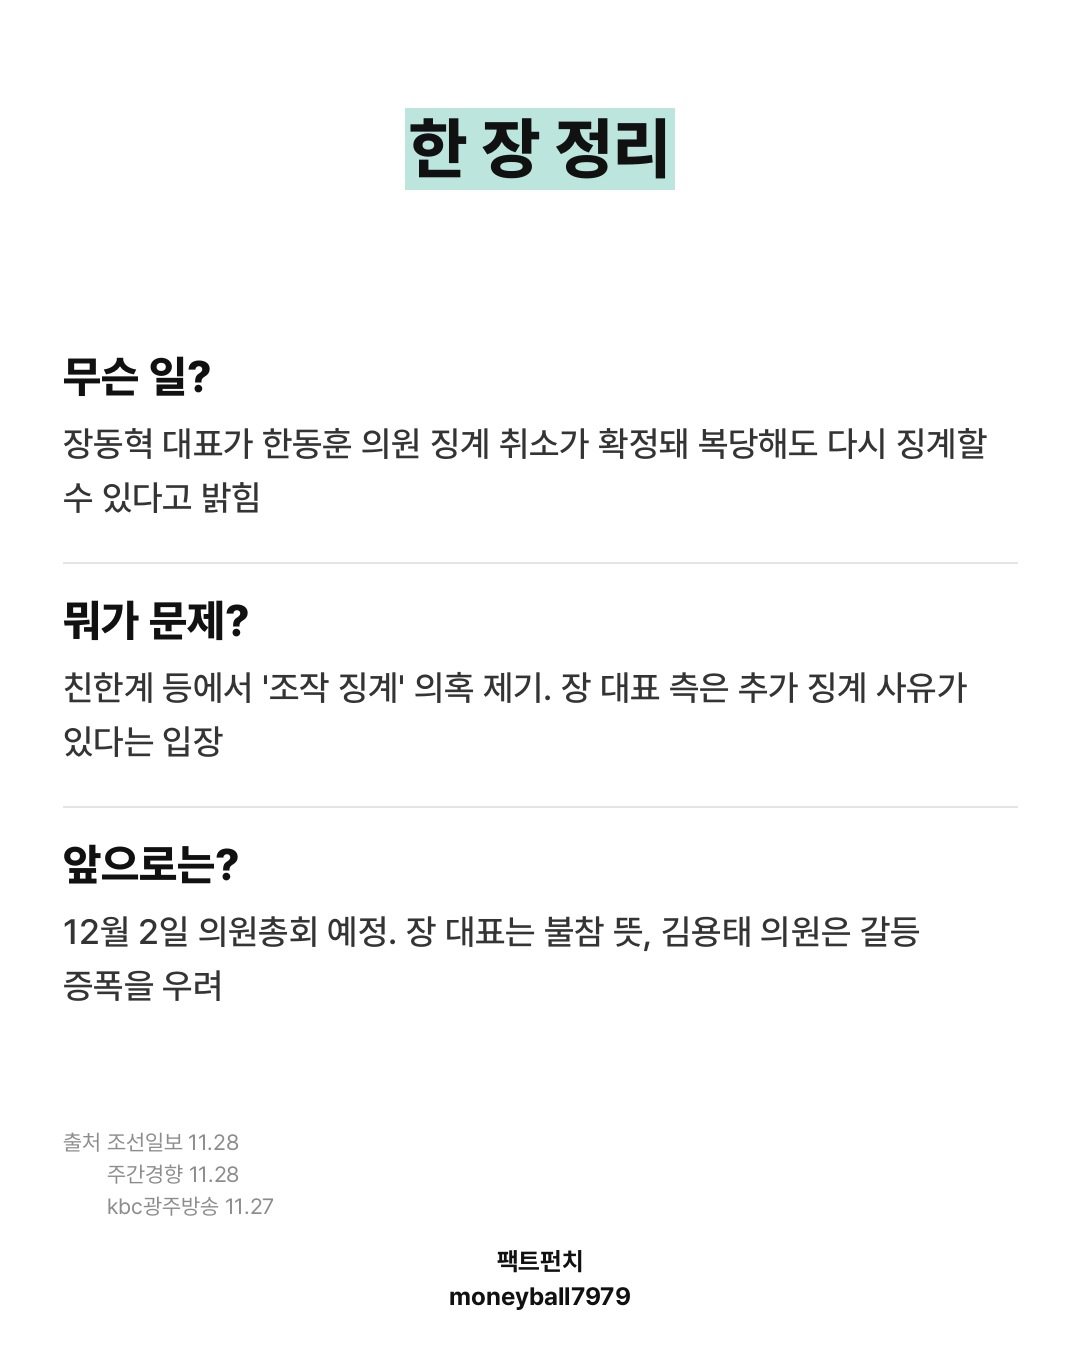 한 장 정리
무슨 일?
장동혁 대표가 한동훈 의원 징계 취소가 확정돼 복당해도 다시 징계할
수 있다고 밝힘
뭐가 문제?
친한계 등에서 '조작 징계' 의혹 제기. 장 대표 측은 추가 징계 사유가
있다는 입장
앞으로는?
12월 2일 의원총회 예정. 장 대표는 불참 뜻, 김용태 의원은 갈등
증폭을 우려
출처 조선일보 11.28
주간경향 11.28
kbc광주방송 11.27
팩트펀치
moneyball7979